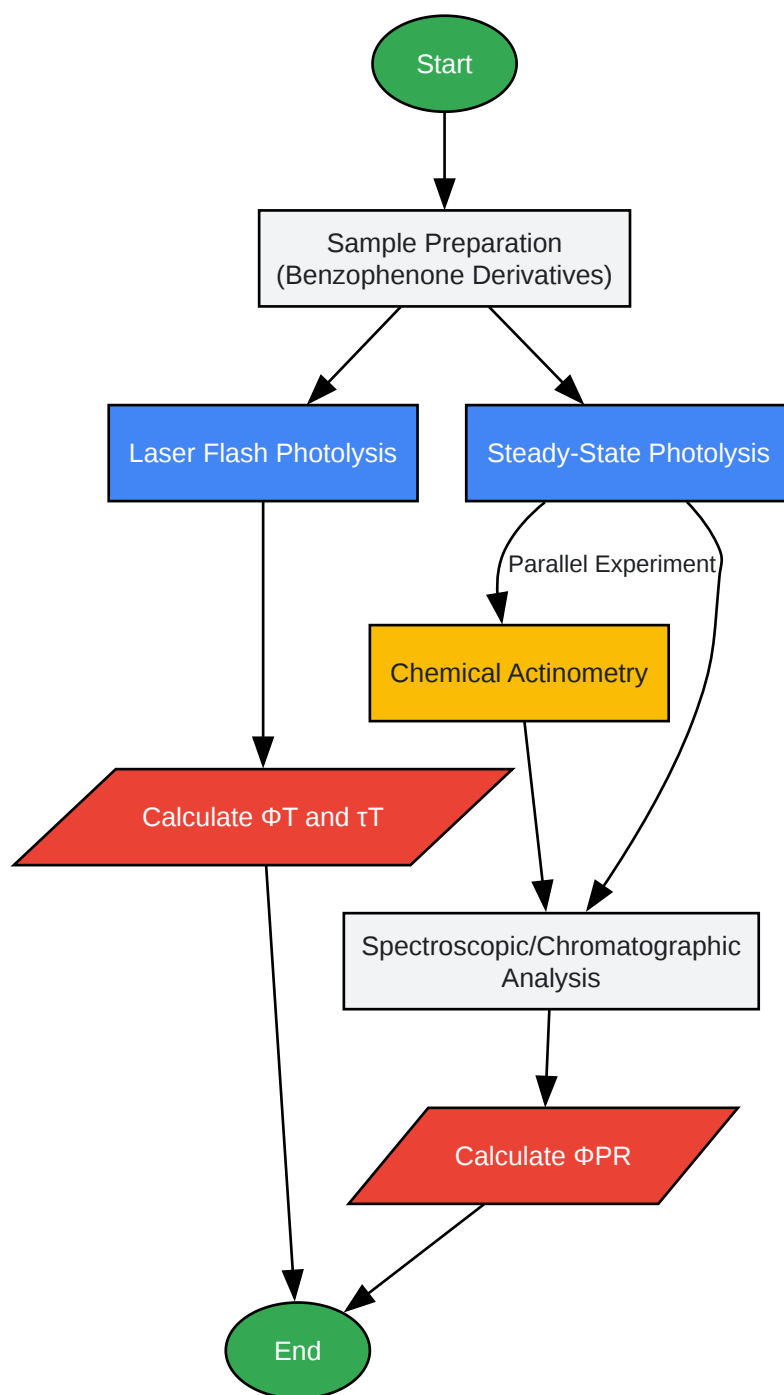 Start
Sample Preparation
(Benzophenone Derivatives)
Laser Flash Photolysis
Steady-State Photolysis
Parallel Experiment
Chemical Actinometry
Calculate ΦT and τT
Spectroscopic/Chromatographic
Analysis
Calculate ΦPR
End